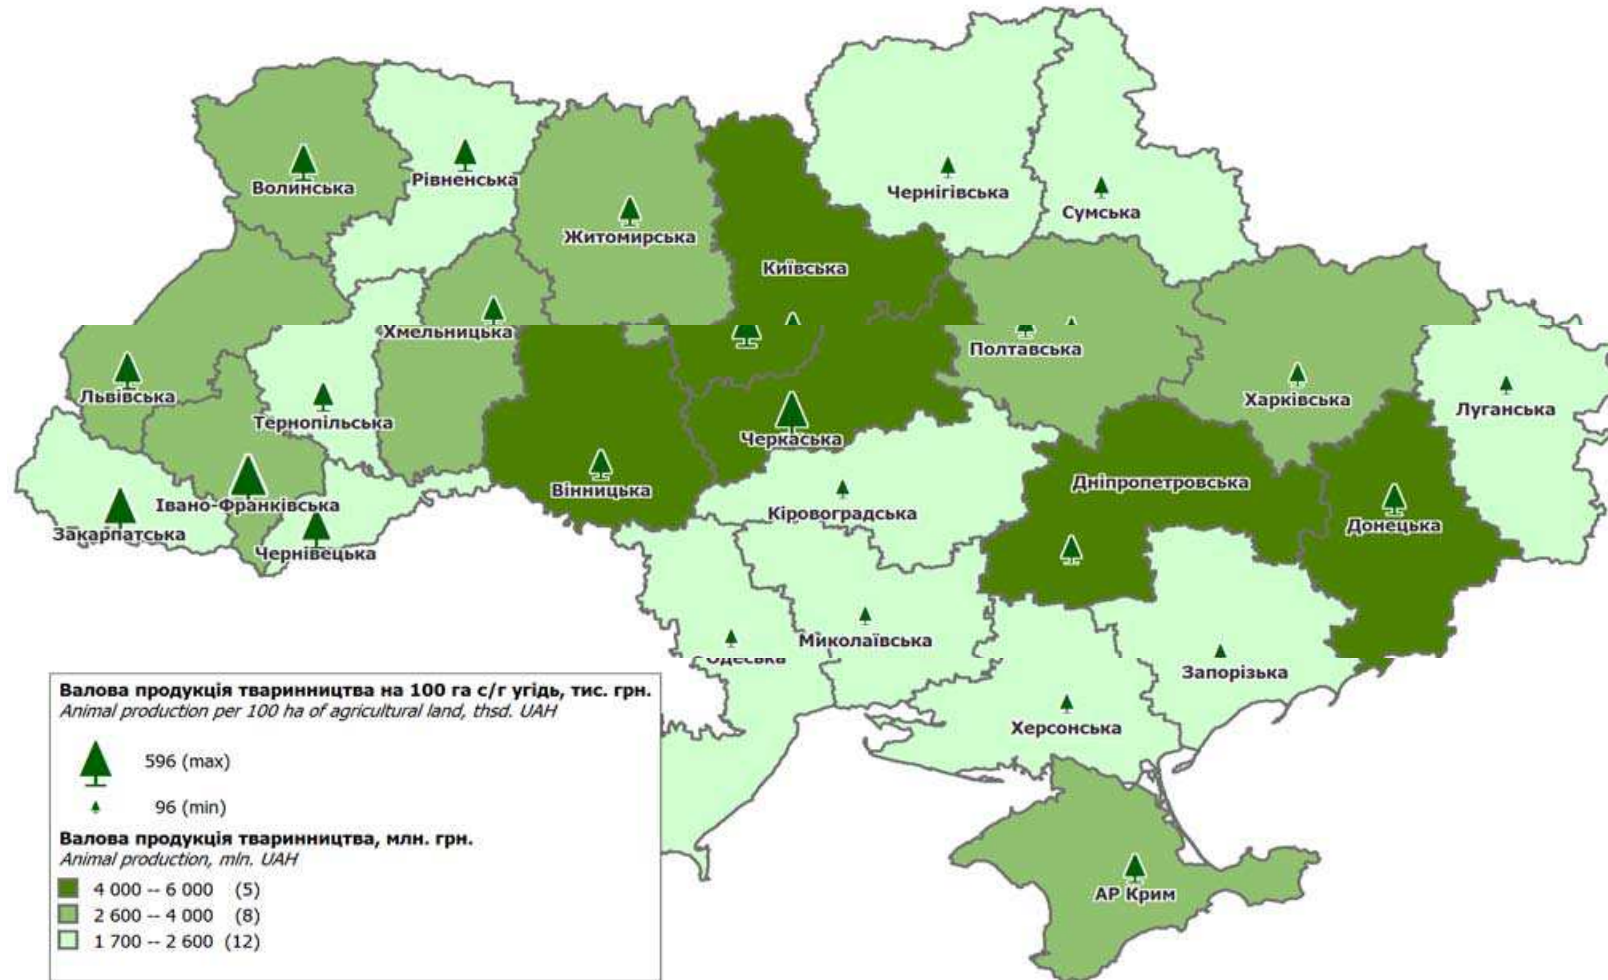 Волинська
Рівненська
Житомирська
Чернігівська
Сумська
Київська
Хмельницька
Полтавська
Львівська
Тернопільська
Черкаська
Харківська
Луганська
Вінницька
Дніпропетровська
Івано-Франківська
Закарпатська
Чернівецька
Кіровоградська
Донецька
Миколаївська
Одеська
Запорізька
Херсонська
АР Крим
Валова продукція тваринництва на 100 га с/г угідь, тис. грн.
Animal production per 100 ha of agricultural land, thsd. UAH
596 (max)
96 (min)
Валова продукція тваринництва, млн. грн.
Animal production, mln. UAH
4 000 -- 6 000 (5)
2 600 -- 4 000 (8)
1 700 -- 2 600 (12)